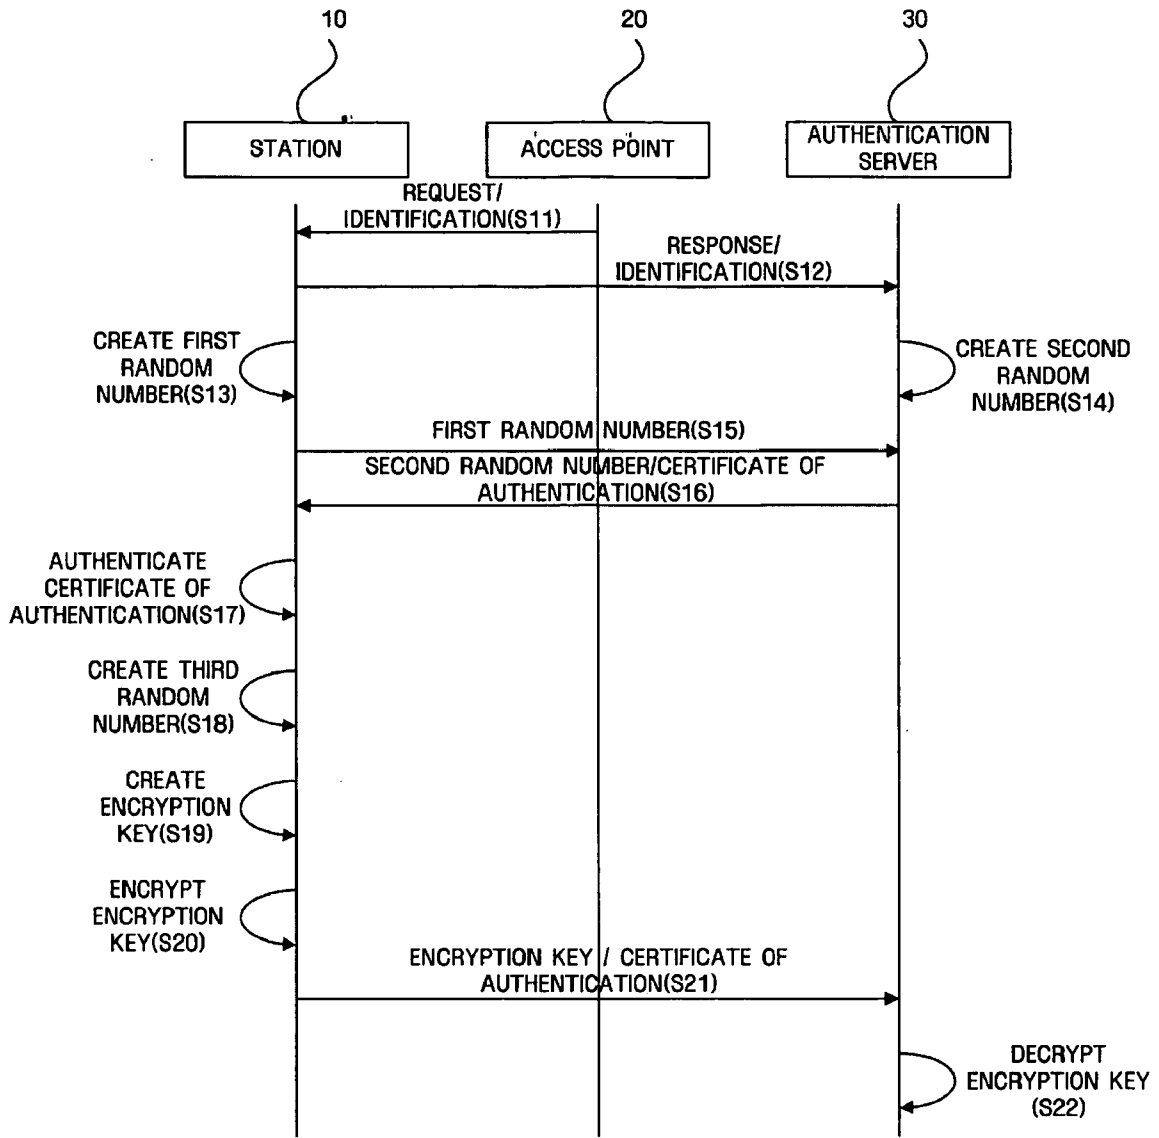 10
20
30
STATION
ACCESS POINT
AUTHENTICATION
SERVER
REQUEST/
IDENTIFICATION(S11)
RESPONSE/
IDENTIFICATION(S12)
CREATE FIRST
RANDOM
NUMBER(S13)
CREATE SECOND
RANDOM
NUMBER(S14)
FIRST RANDOM NUMBER(S15)
SECOND RANDOM NUMBER/CERTIFICATE OF
AUTHENTICATION(S16)
AUTHENTICATE
CERTIFICATE OF
AUTHENTICATION(S17)
CREATE THIRD
RANDOM
NUMBER(S18)
CREATE
ENCRYPTION
KEY(S19)
ENCRYPT
ENCRYPTION
KEY(S20)
ENCRYPTION KEY / CERTIFICATE OF
AUTHENTICATION(S21)
DECRYPT
ENCRYPTION KEY
(S22)